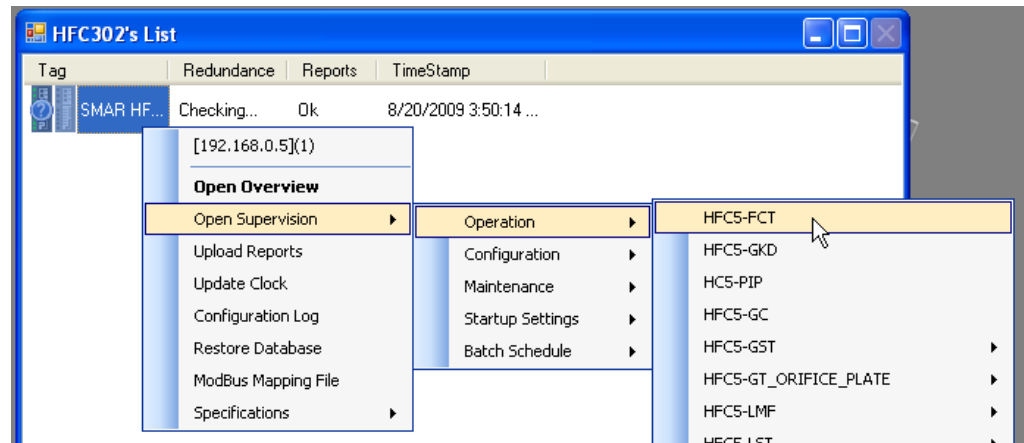 HFC302's List
Tag Redundance Reports TimeStamp
SMAR HF... Checking... Ok 8/20/2009 3:50:14 ...
[192.168.0.5](1)
Open Overview
Open Supervision
Upload Reports
Update Clock
Configuration Log
Restore Database
ModBus Mapping File
Specifications
Operation
Configuration
Maintenance
Startup Settings
Batch Schedule
HFC5-FCT
HFC5-GKD
HC5-PIP
HFC5-GC
HFC5-GST
HFC5-GT_ORIFICE_PLATE
HFC5-LMF
HFC5-LST